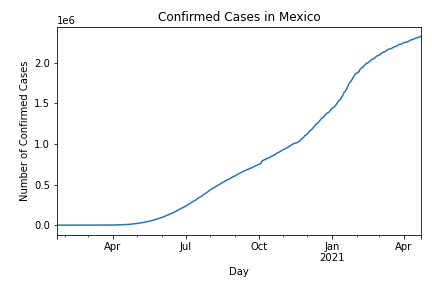 Confirmed Cases in Mexico
1e6
2.0
1.5
1.0
0.5
0.0
Number of Confirmed Cases
Apr Jul Oct Jan Apr
2021
Day